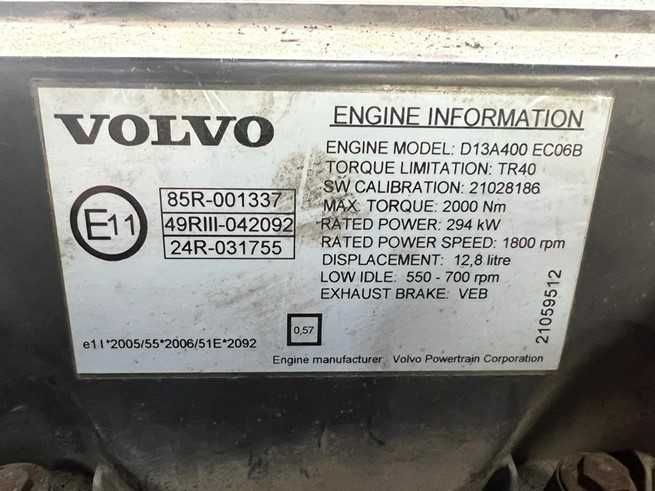 VOLVO
E11
85R-001337
49RIII-042092
24R-031755
e11*2005/55*2006/51E*2092
0,57
ENGINE INFORMATION
ENGINE MODEL: D13A400 EC06B
TORQUE LIMITATION: TR40
SW CALIBRATION: 21028186
MAX. TORQUE: 2000 Nm
RATED POWER: 294 kW
RATED POWER SPEED: 1800 rpm
DISPLACEMENT: 12,8 litre
LOW IDLE: 550 - 700 rpm
EXHAUST BRAKE: VEB
Engine manufacturer Volvo Powertrain Corporation
21059512